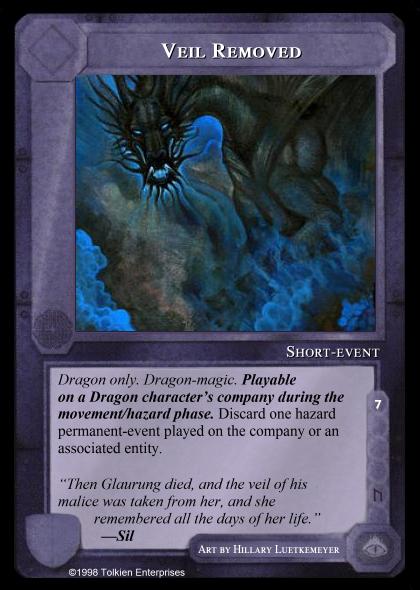 Veil Removed
Short-event
Dragon only. Dragon-magic. Playable
on a Dragon character's company during the
movement/hazard phase. Discard one hazard
permanent-event played on the company or an
associated entity.
7
"Then Glaurung died, and the veil of his
malice was taken from her, and she
remembered all the days of her life."
—Sil
Art by Hillary Luetkemeyer
©1998 Tolkien Enterprises